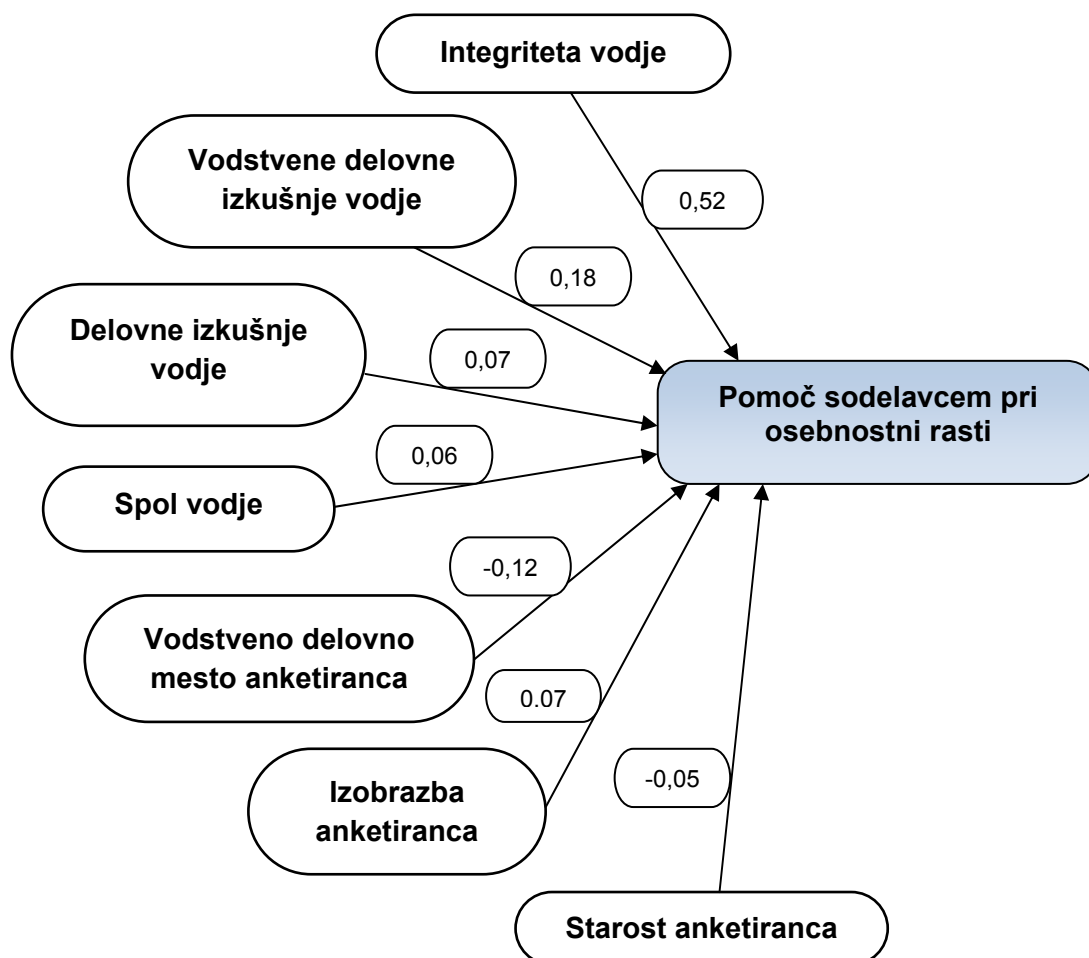 Integriteta vodje
Vodstvene delovne
izkušnje vodje
0,52
0,18
Delovne izkušnje
vodje
0,07
Pomoč sodelavcem pri
osebnostni rasti
0,06
Spol vodje
-0,12
Vodstveno delovno
mesto anketiranca
0.07
-0,05
Izobrazba
anketiranca
Starost anketiranca